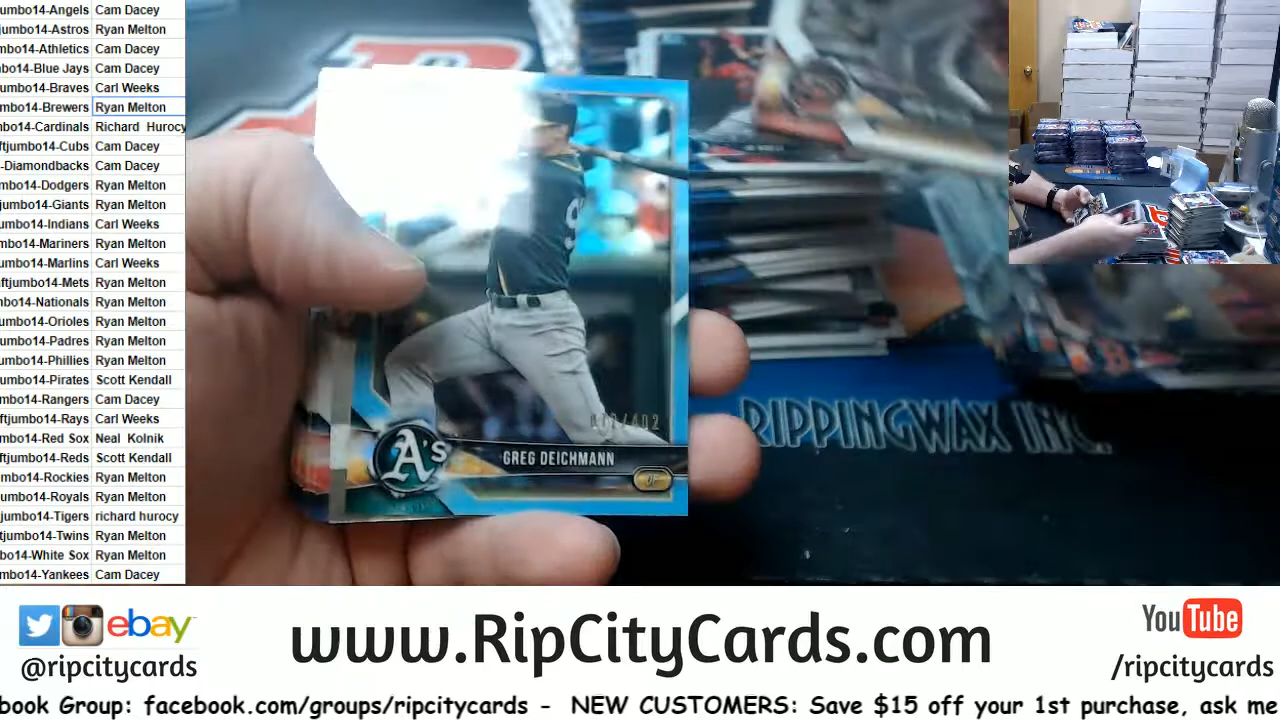 umbo14-Angels Cam Dacey
jumbo14-Astros Ryan Melton
mbo14-Athletics Cam Dacey
bo14-Blue Jays Cam Dacey
umbo14-Braves Carl Weeks
mbo14-Brewers Ryan Melton
nbo14-Cardinals Richard Hurocy
ftjumbo14-Cubs Cam Dacey
-Diamondbacks Cam Dacey
mbo14-Dodgers Ryan Melton
jumbo14-Giants Ryan Melton
umbo14-Indians Carl Weeks
mbo14-Mariners Ryan Melton
mbo14-Marlins Carl Weeks
ftjumbo14-Mets Ryan Melton
nbo14-Nationals Ryan Melton
umbo14-Orioles Ryan Melton
umbo14-Padres Ryan Melton
umbo14-Phillies Ryan Melton
umbo14-Pirates Scott Kendall
mbo14-Rangers Cam Dacey
ftjumbo14-Rays Carl Weeks
mbo14-Red Sox Neal Kolnik
ftjumbo14-Reds Scott Kendall
mbo14-Rockies Ryan Melton
umbo14-Royals Ryan Melton
jumbo14-Tigers richard hurocy
jumbo14-Twins Ryan Melton
bo14-White Sox Ryan Melton
mbo14-Yankees Cam Dacey
A's
GREG DEICHMANN
RIPPINGWAX INC.
ebay
@ripcitycards
www.RipCityCards.com
YouTube
/ripcitycards
book Group: facebook.com/groups/ripcitycards - NEW CUSTOMERS: Save $15 off your 1st purchase, ask me